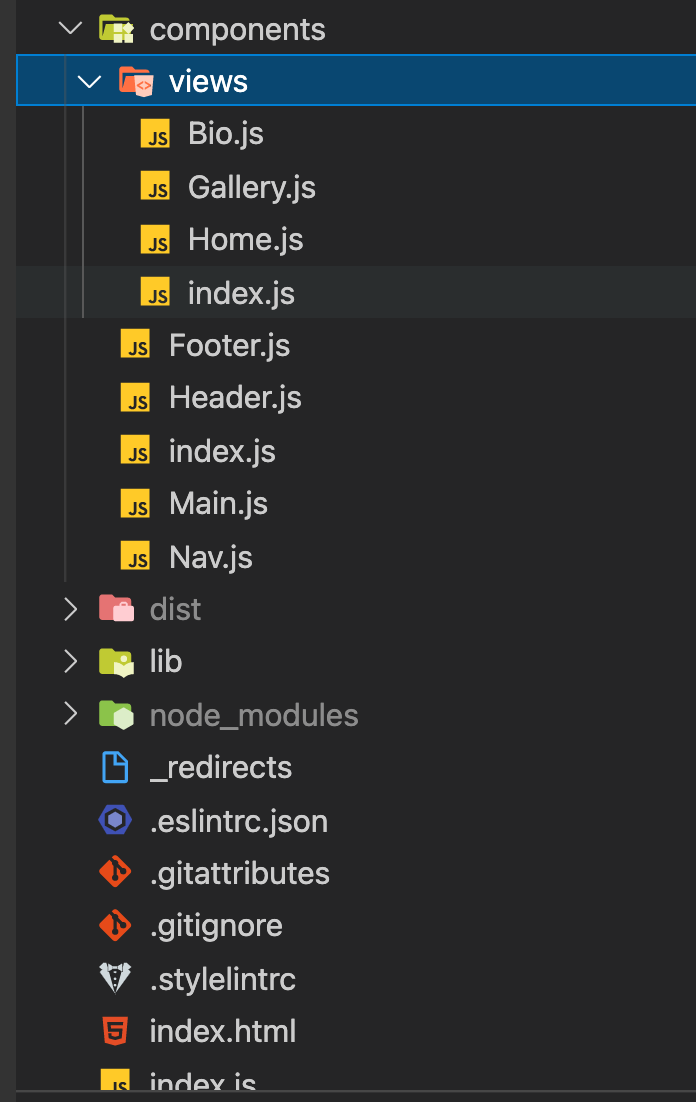 components
views
JS Bio.js
JS Gallery.js
JS Home.js
JS index.js
JS Footer.js
JS Header.js
JS index.js
JS Main.js
JS Nav.js
dist
lib
node_modules
_redirects
.eslintrc.json
.gitattributes
.gitignore
.stylelintrc
5 index.html
JS index.js